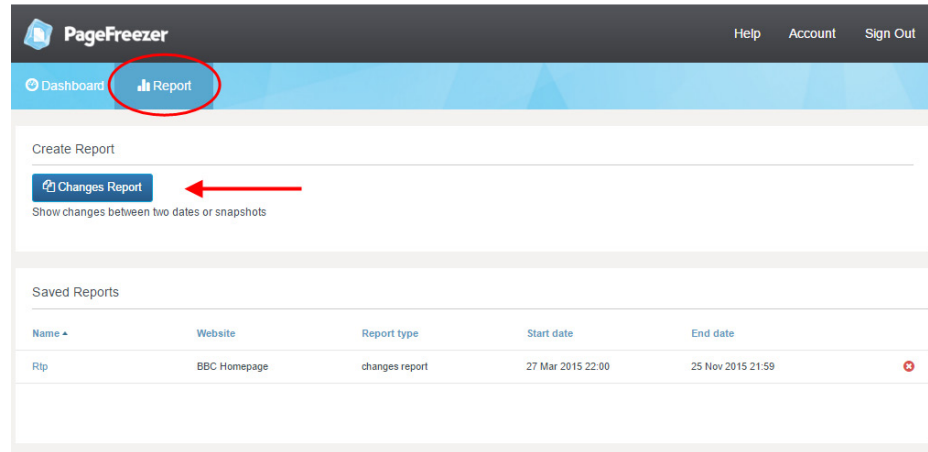 PageFreezer
Help Account Sign Out
Dashboard Report
Create Report
Changes Report
Show changes between two dates or snapshots
Saved Reports
Name Website Report type Start date End date
Rtp BBC Homepage changes report 27 Mar 2015 22:00 25 Nov 2015 21:59